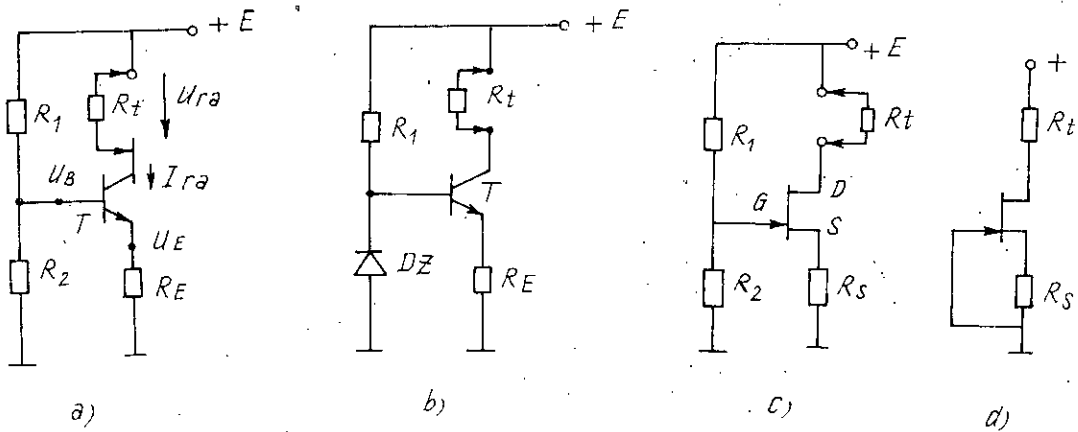 + E
R1
Rt
Ura
Ira
UB
T
UE
R2
RE
a)
+ E
R1
Rt
T
DZ
RE
b)
+ E
R1
Rt
D
G
S
R2
Rs
c)
+
Rt
Rs
d)